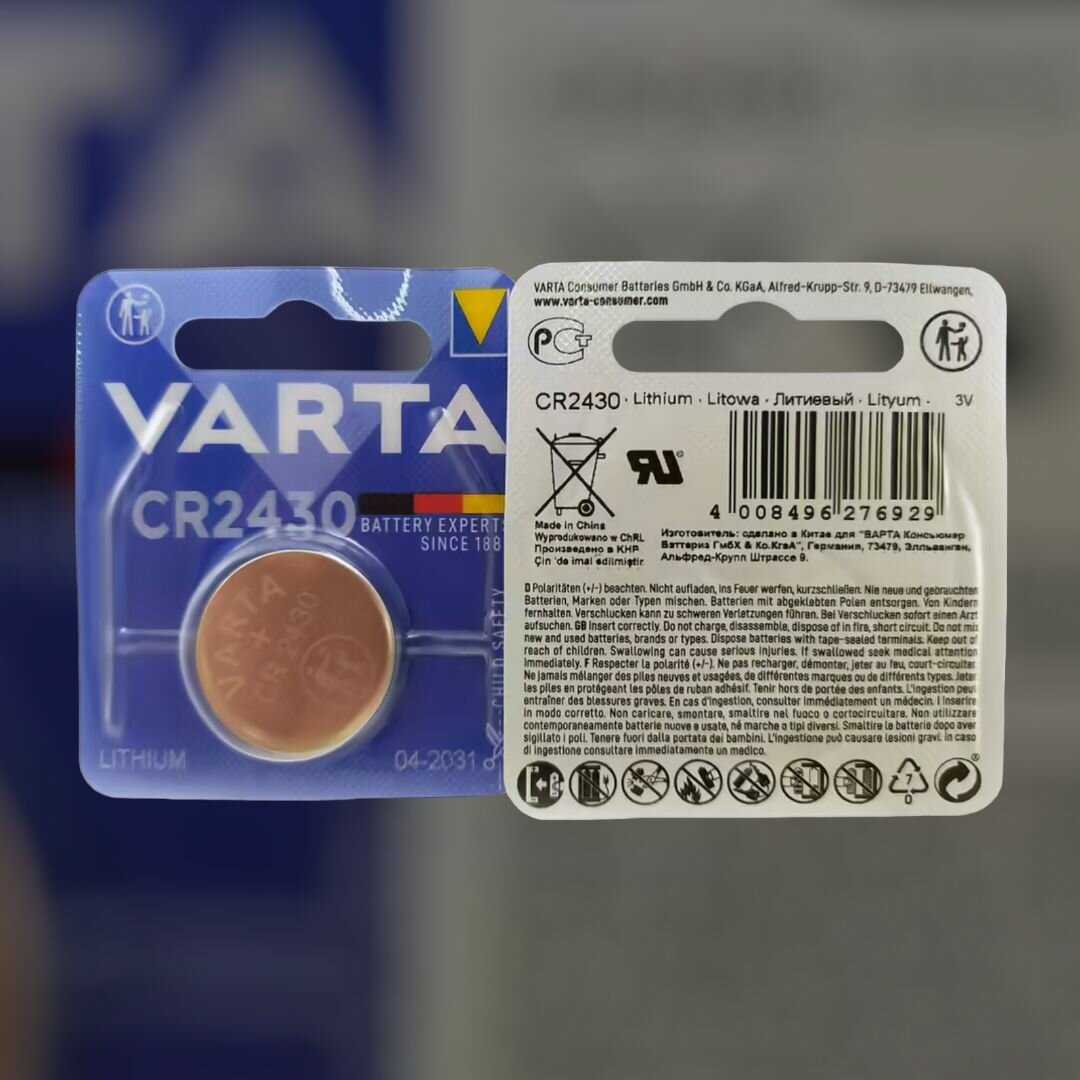 VARTA
CR2430
BATTERY EXPERT
SINCE 188
CHILD SAFETY
LITHIUM
04-2031
VARTA Consumer Batteries GmbH & Co. KGaA, Alfred-Krupp-Str. 9, D-73479 Ellwangen,
www.varta-consumer.com
CR2430 · Lithium · Litowa · Литиевый · Lityum · 3V
4 008496 276929
Made in China
Wyprodukowano w ChRL
Произведено в КНР
Çin 'de imal edilmiştir
Изготовитель: сделано в Китае для "ВАРТА Консьюмер
Бэттериз ГмбХ & Ко.КгаА", Германия, 73479, Элльванген,
Альфред-Крупп Штрассе 9.
D Polaritäten (+/-) beachten. Nicht aufladen, ins Feuer werfen, kurzschließen. Nie neue und gebrauchten
Batterien, Marken oder Typen mischen. Batterien mit abgeklebten Polen entsorgen. Von Kindern
fernhalten. Verschlucken kann zu schweren Verletzungen führen. Bei Verschlucken sofort einen Arzt
aufsuchen. GB Insert correctly. Do not charge, disassemble, dispose of in fire, short circuit. Do not mix
new and used batteries, brands or types. Dispose batteries with tape-sealed terminals. Keep out of
reach of children. Swallowing can cause serious injuries. If swallowed seek medical attention
immediately. F Respecter la polarité (+/-). Ne pas recharger, démonter, jeter au feu, court-circuiter.
Ne jamais mélanger des piles neuves et usagées, de différentes marques ou de différents types. Jeter
les piles en protégeant les pôles de ruban adhésif. Tenir hors de portée des enfants. L'ingestion peut
entraîner des blessures graves. En cas d'ingestion, consulter immédiatement un médecin. I Inserire
in modo corretto. Non caricare, smontare, smaltire nel fuoco o cortocircuitare. Non utilizzare
contemporaneamente batterie nuove e usate, né marche o tipi diversi. Smaltire la batterie dopo aver
sigillato i poli. Tenere fuori dalla portata dei bambini. L'ingestione può causare lesioni gravi. In caso
di ingestione consultare immediatamente un medico.
7
0